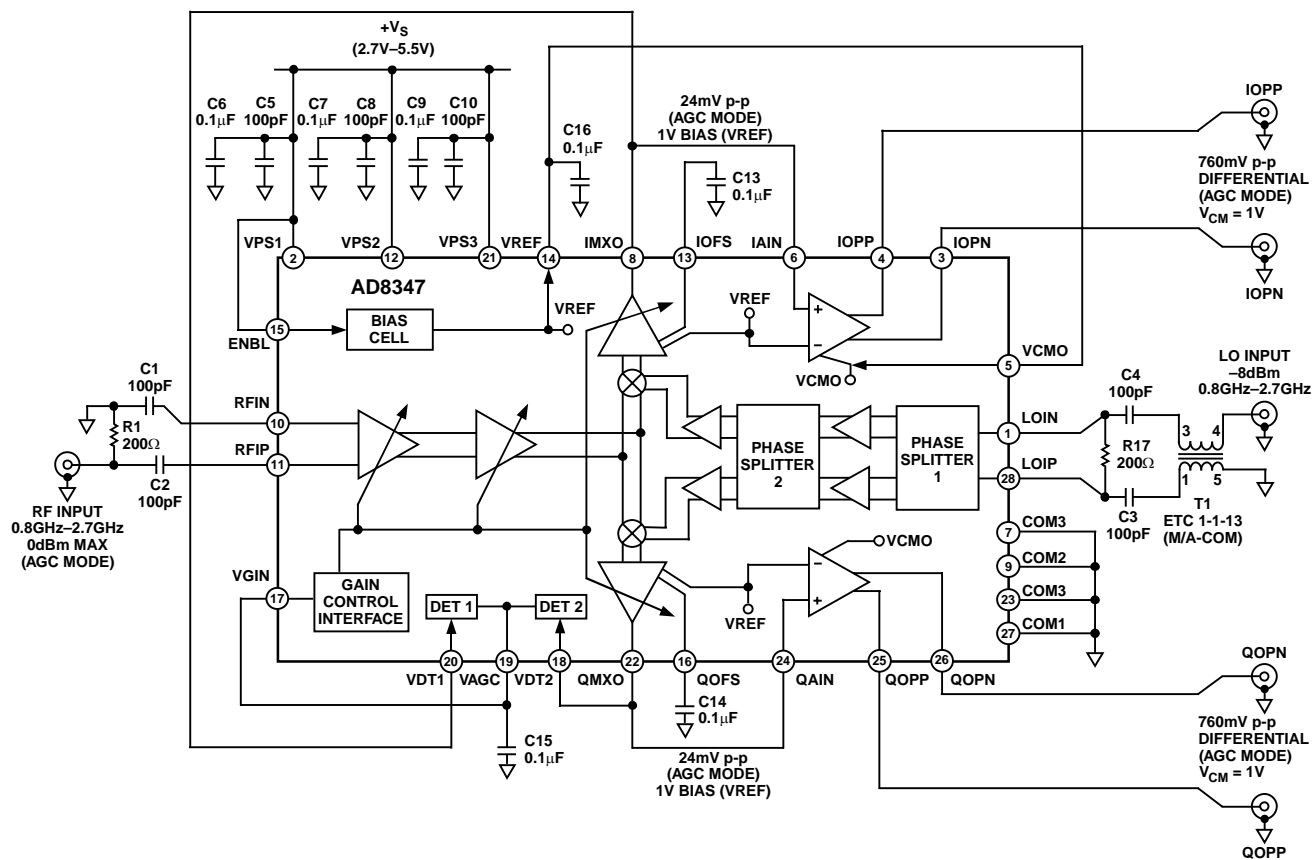 +VS
(2.7V–5.5V)
C6
0.1μF
C5
100pF
C7
0.1μF
C8
100pF
C9
0.1μF
C10
100pF
C16
0.1μF
24mV p-p
(AGC MODE)
1V BIAS (VREF)
C13
0.1μF
IOPP
760mV p-p
DIFFERENTIAL
(AGC MODE)
VCM = 1V
IOPN
VPS1
VPS2
VPS3
VREF
IMXO
IOFS
IAIN
IOPP
IOPN
2
12
21
14
8
13
6
4
3
AD8347
BIAS
CELL
VREF
VREF
+
–
VCMO
15
ENBL
5
VCMO
LO INPUT
–8dBm
0.8GHz–2.7GHz
C1
100pF
R1
200Ω
C2
100pF
RFIN
10
RFIP
11
RF INPUT
0.8GHz–2.7GHz
0dBm MAX
(AGC MODE)
PHASE
SPLITTER
2
PHASE
SPLITTER
1
1
LOIN
28
LOIP
C4
100pF
R17
200Ω
C3
100pF
3
4
1
5
T1
ETC 1-1-13
(M/A-COM)
7
COM3
9
COM2
23
COM3
27
COM1
VGIN
17
GAIN
CONTROL
INTERFACE
DET 1
DET 2
VREF
–
+
VCMO
20
19
18
22
16
24
25
26
VDT1
VAGC
VDT2
QMXO
QOFS
QAIN
QOPP
QOPN
C15
0.1μF
C14
0.1μF
24mV p-p
(AGC MODE)
1V BIAS (VREF)
QOPN
760mV p-p
DIFFERENTIAL
(AGC MODE)
VCM = 1V
QOPP